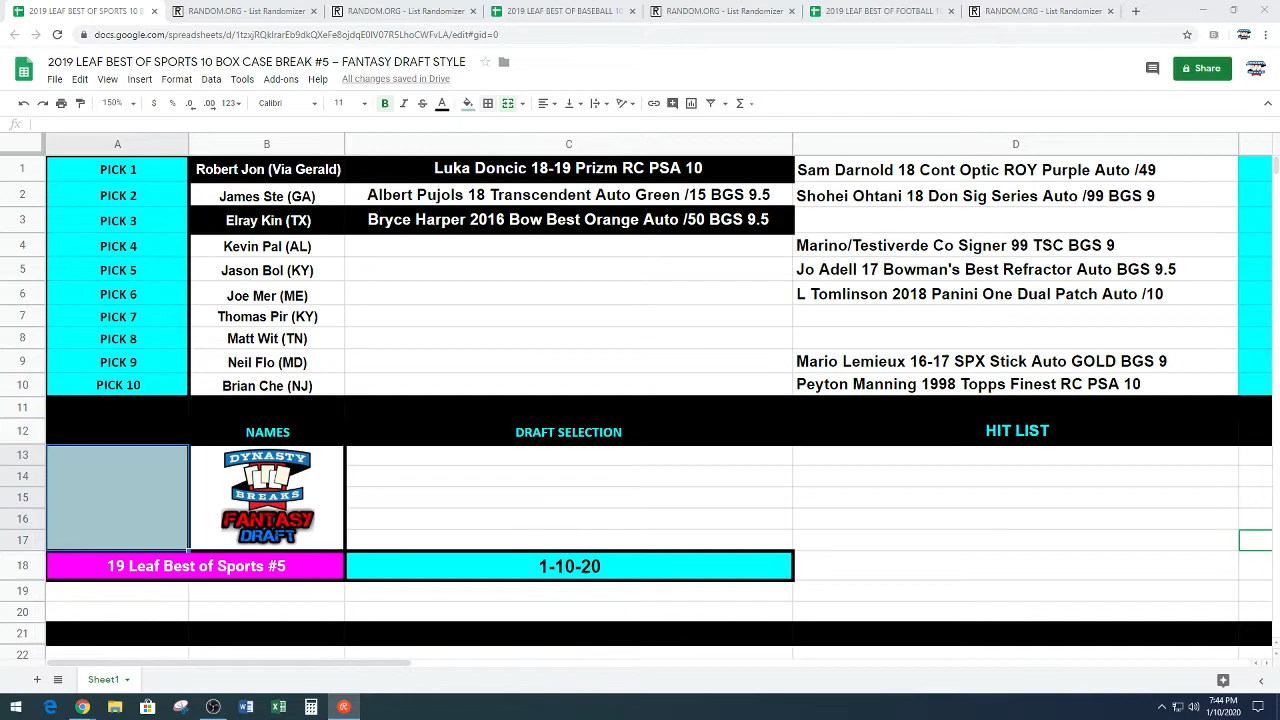 2019 LEAF BEST OF SPORTS 10 B
RANDOM.ORG - List Randomizer
RANDOM.ORG - List Randomizer
2019 LEAF BEST OF BASEBALL 10
RANDOM.ORG - List Randomizer
2019 LEAF BEST OF FOOTBALL 10
RANDOM.ORG - List Randomizer
docs.google.com/spreadsheets/d/1tzxjRQkIrarEb9dkQXeFe8ojdqE0IV07R5LhoCWFvLA/edit#gid=0
2019 LEAF BEST OF SPORTS 10 BOX CASE BREAK #5 – FANTASY DRAFT STYLE
File Edit View Insert Format Data Tools Add-ons Help All changes saved in Drive
Share
150% $ % .0 .00 123 Calibri 11 B I S A
fx
A B C D
1 PICK 1 Robert Jon (Via Gerald) Luka Doncic 18-19 Prizm RC PSA 10 Sam Darnold 18 Cont Optic ROY Purple Auto /49
2 PICK 2 James Ste (GA) Albert Pujols 18 Transcendent Auto Green /15 BGS 9.5 Shohei Ohtani 18 Don Sig Series Auto /99 BGS 9
3 PICK 3 Elray Kin (TX) Bryce Harper 2016 Bow Best Orange Auto /50 BGS 9.5
4 PICK 4 Kevin Pal (AL) Marino/Testiverde Co Signer 99 TSC BGS 9
5 PICK 5 Jason Bol (KY) Jo Adell 17 Bowman's Best Refractor Auto BGS 9.5
6 PICK 6 Joe Mer (ME) L Tomlinson 2018 Panini One Dual Patch Auto /10
7 PICK 7 Thomas Pir (KY)
8 PICK 8 Matt Wit (TN)
9 PICK 9 Neil Flo (MD) Mario Lemieux 16-17 SPX Stick Auto GOLD BGS 9
10 PICK 10 Brian Che (NJ) Peyton Manning 1998 Topps Finest RC PSA 10
11
12 NAMES DRAFT SELECTION HIT LIST
13
14
15
16
17
DYNASTY
BREAKS
FANTASY
DRAFT
18 19 Leaf Best of Sports #5 1-10-20
19
20
21
22
Sheet1
7:44 PM
1/10/2020